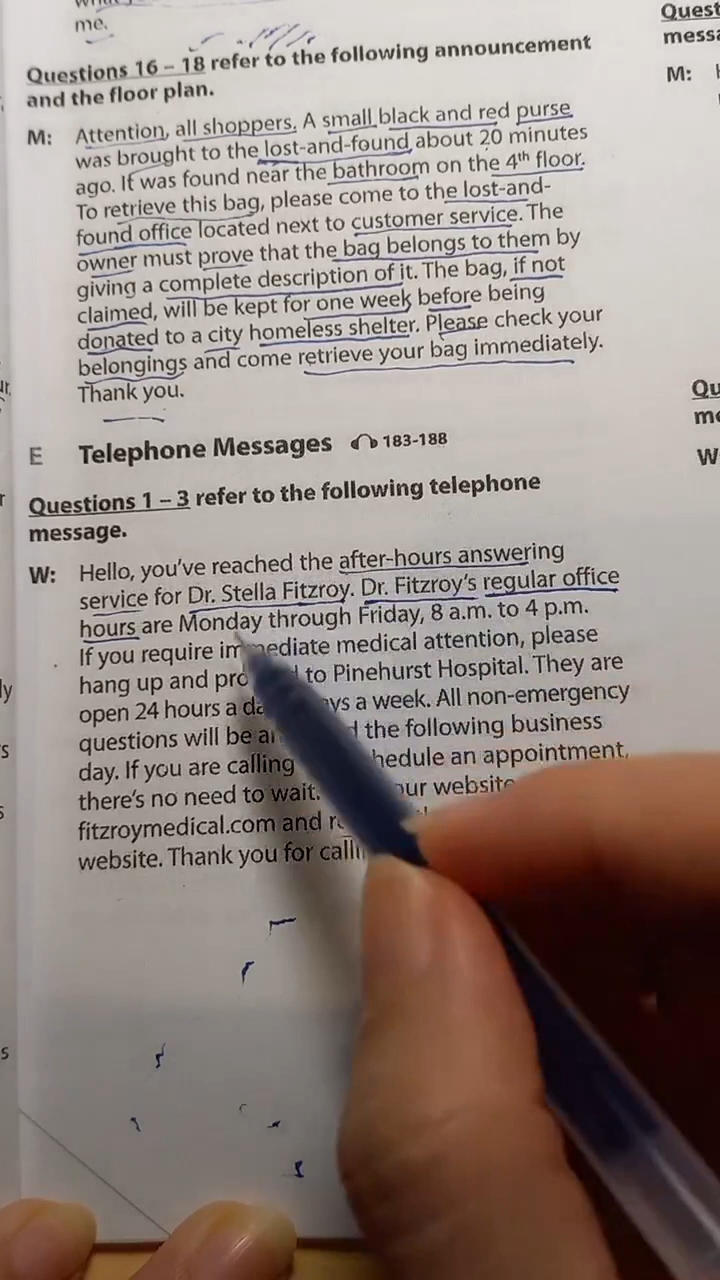 me.
Quest
messa
Questions 16 – 18 refer to the following announcement
and the floor plan.
M:
M: Attention, all shoppers. A small black and red purse
was brought to the lost-and-found about 20 minutes
ago. It was found near the bathroom on the 4th floor.
To retrieve this bag, please come to the lost-and-
found office located next to customer service. The
owner must prove that the bag belongs to them by
giving a complete description of it. The bag, if not
claimed, will be kept for one week before being
donated to a city homeless shelter. Please check your
belongings and come retrieve your bag immediately.
Thank you.
Qu
me
W
E Telephone Messages 183-188
Questions 1 – 3 refer to the following telephone
message.
W: Hello, you've reached the after-hours answering
service for Dr. Stella Fitzroy. Dr. Fitzroy's regular office
hours are Monday through Friday, 8 a.m. to 4 p.m.
If you require immediate medical attention, please
hang up and pro to Pinehurst Hospital. They are
open 24 hours a da ys a week. All non-emergency
questions will be an d the following business
day. If you are calling hedule an appointment,
there's no need to wait. our website
fitzroymedical.com and r
website. Thank you for calli